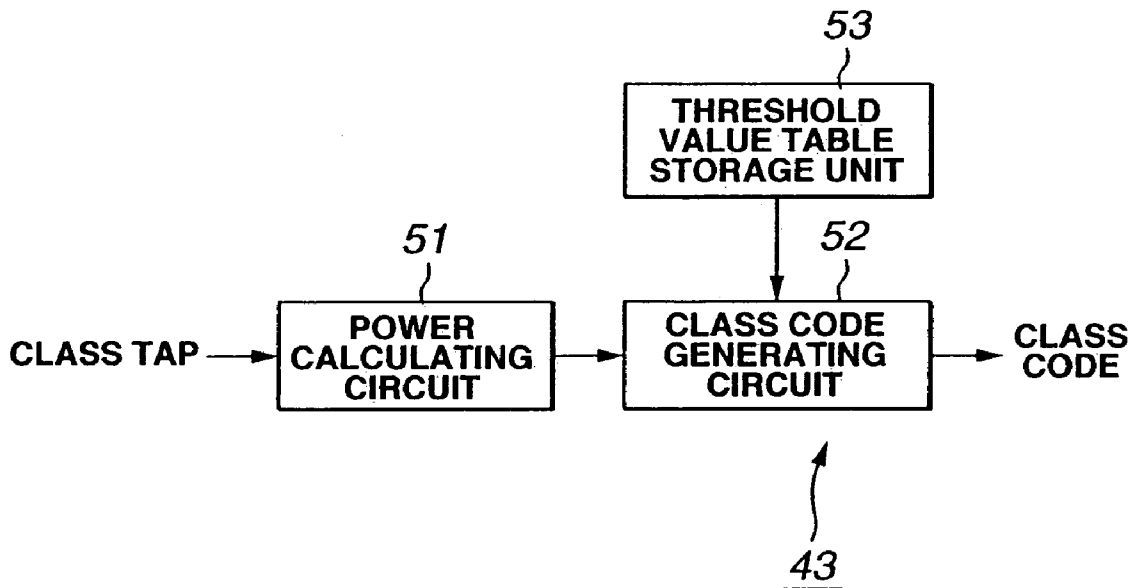 53
THRESHOLD
VALUE TABLE
STORAGE UNIT
51
52
CLASS TAP
POWER
CALCULATING
CIRCUIT
CLASS CODE
GENERATING
CIRCUIT
CLASS
CODE
43